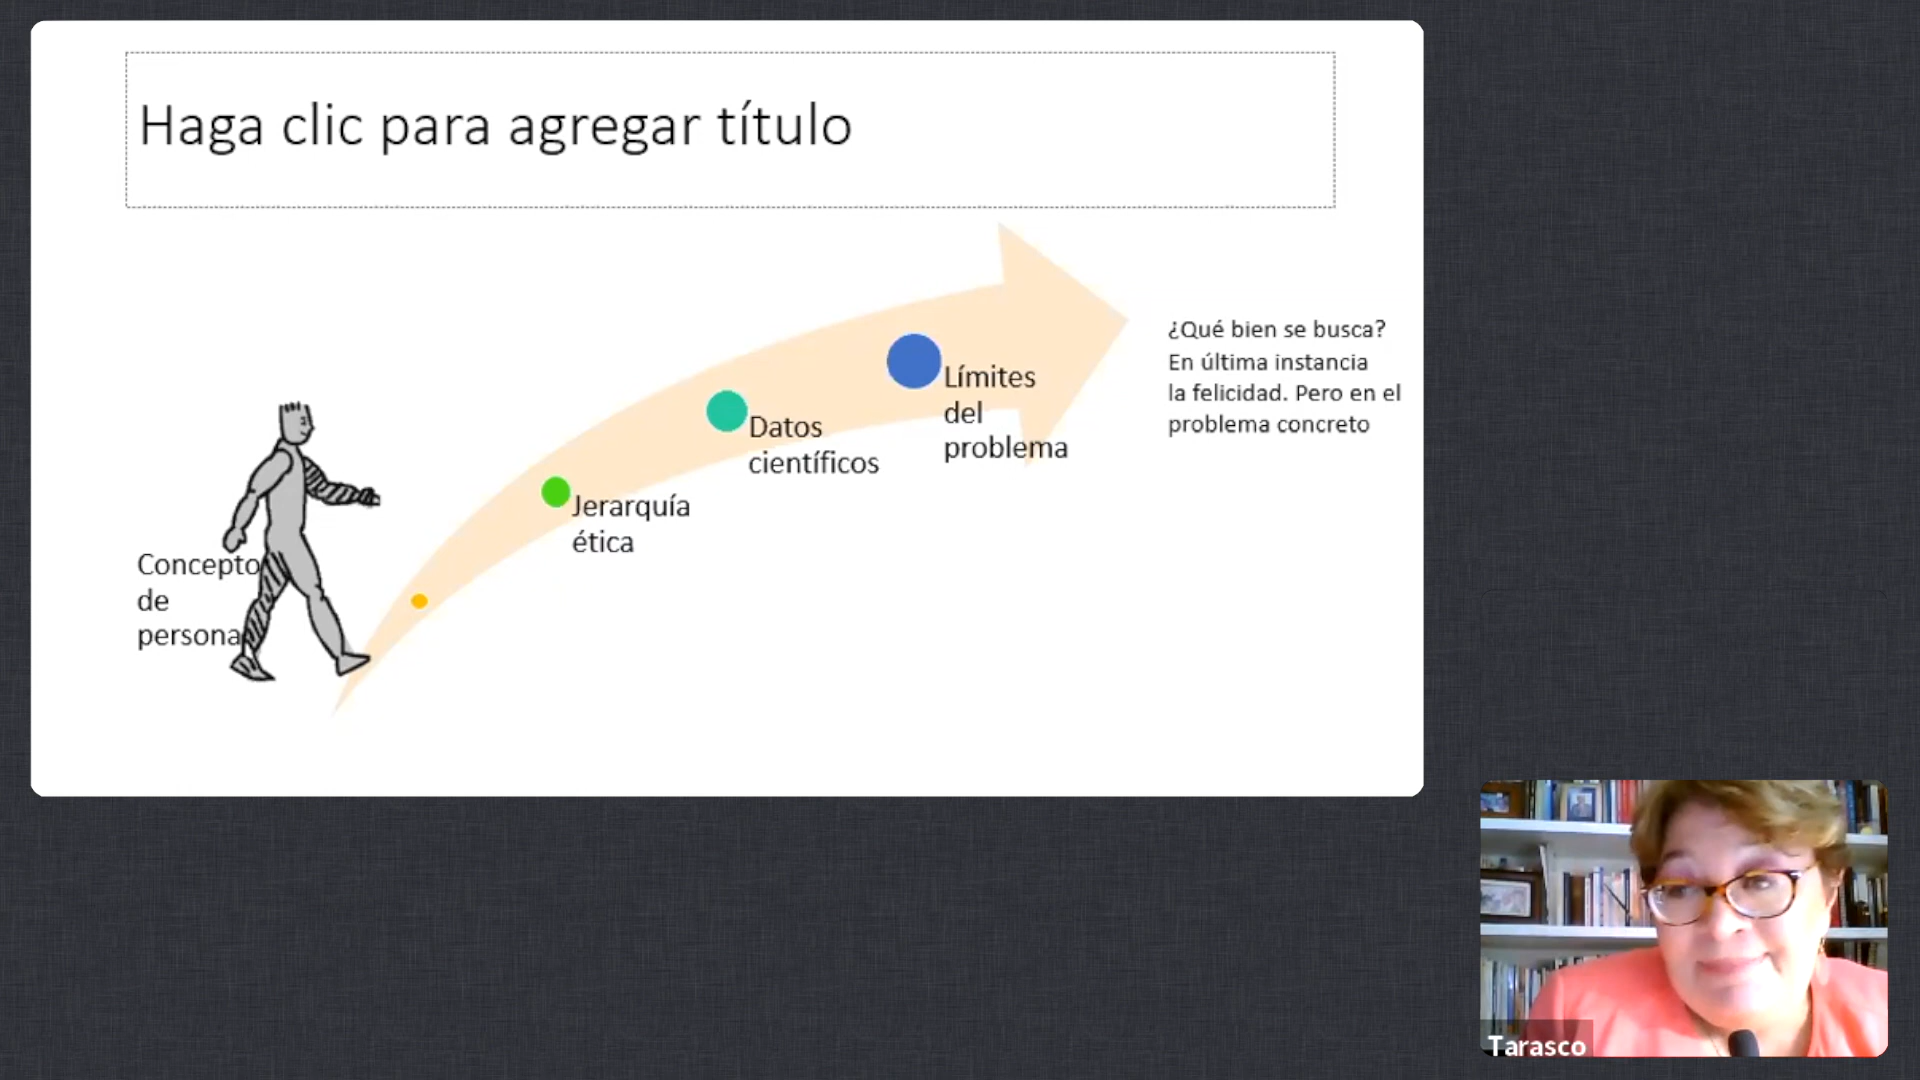 Haga clic para agregar título
¿Qué bien se busca?
En última instancia
la felicidad. Pero en el
problema concreto
Límites
del
problema
Datos
científicos
Jerarquía
ética
Concepto
de
persona
Tarasco